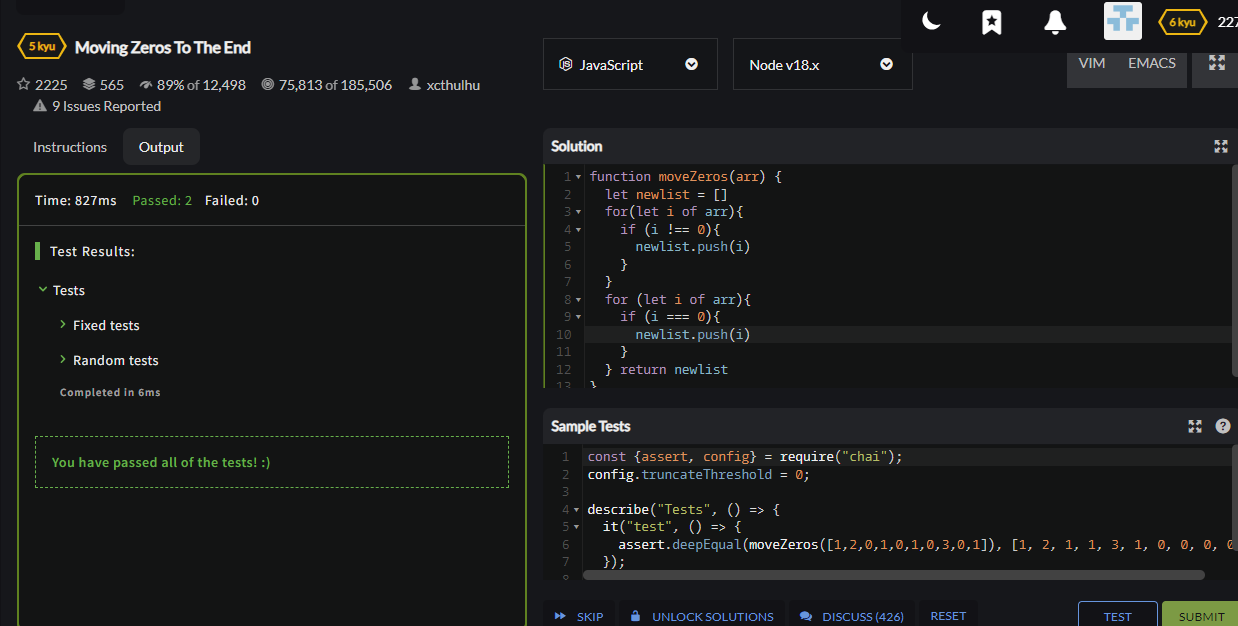 6 kyu 227
5 kyu Moving Zeros To The End
2225 565 89% of 12,498 75,813 of 185,506 xcthulhu
9 Issues Reported
JavaScript
Node v18.x
VIM EMACS
Instructions Output
Time: 827ms Passed: 2 Failed: 0
Test Results:
Tests
Fixed tests
Random tests
Completed in 6ms
You have passed all of the tests! :)
Solution
1 function moveZeros(arr) {
2 let newlist = []
3 for(let i of arr){
4 if (i !== 0){
5 newlist.push(i)
6 }
7 }
8 for (let i of arr){
9 if (i === 0){
10 newlist.push(i)
11 }
12 } return newlist
13 }
Sample Tests
1 const {assert, config} = require("chai");
2 config.truncateThreshold = 0;
3
4 describe("Tests", () => {
5 it("test", () => {
6 assert.deepEqual(moveZeros([1,2,0,1,0,1,0,3,0,1]), [1, 2, 1, 1, 3, 1, 0, 0, 0, 0
7 });
8
SKIP UNLOCK SOLUTIONS DISCUSS (426) RESET TEST SUBMIT